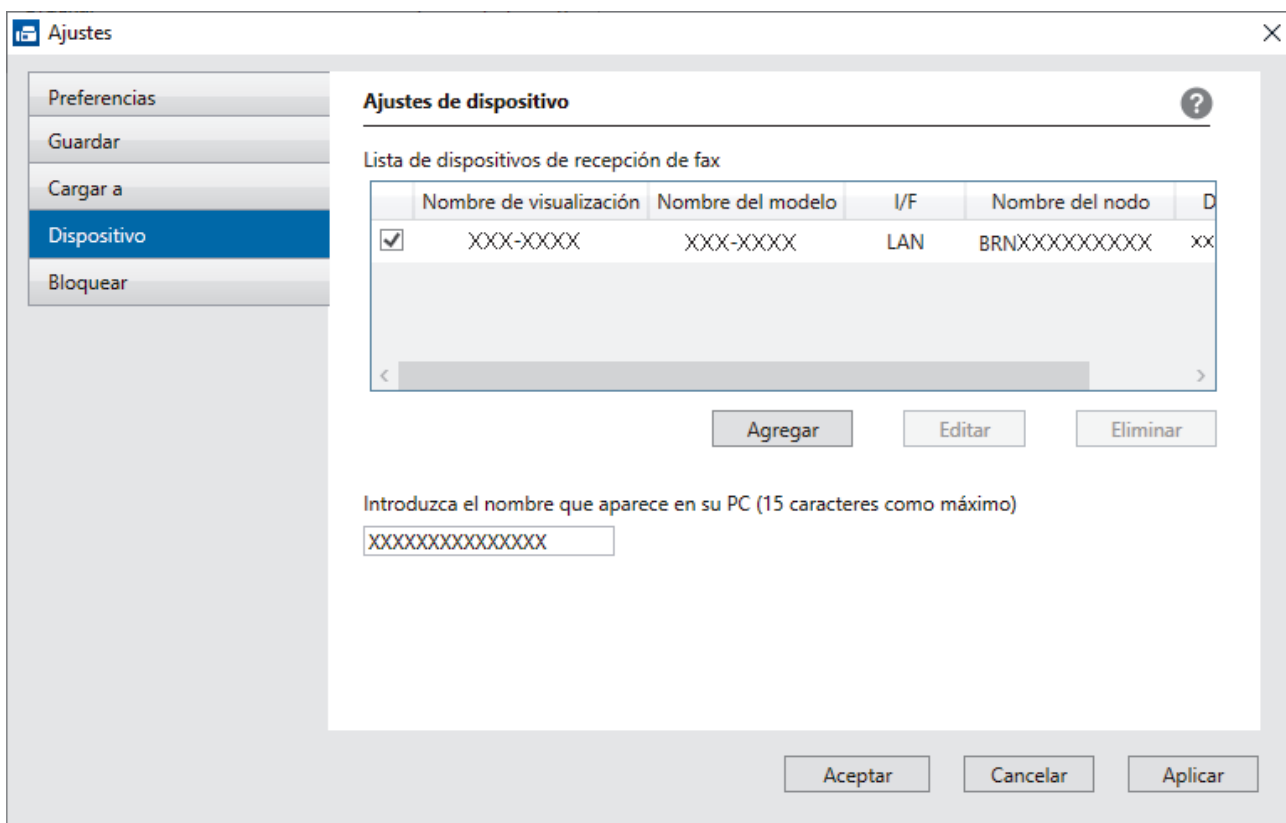 Ajustes
Preferencias
Guardar
Cargar a
Dispositivo
Bloquear
Ajustes de dispositivo
?
Lista de dispositivos de recepción de fax
Nombre de visualización Nombre del modelo I/F Nombre del nodo D
XXX-XXXX XXX-XXXX LAN BRNXXXXXXXXX XX
Agregar Editar Eliminar
Introduzca el nombre que aparece en su PC (15 caracteres como máximo)
XXXXXXXXXXXXXXX
Aceptar Cancelar Aplicar